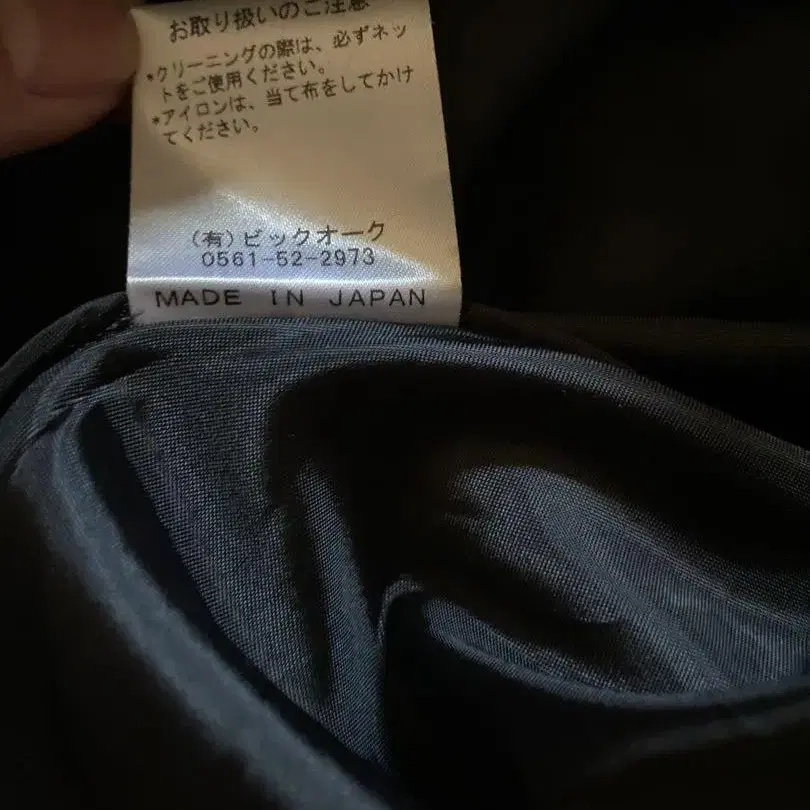 お取り扱いのご注意
*クリーニングの際は、必ずネッ
トをご使用ください。
*アイロンは、当て布をしてかけ
てください。
(有)ビックオーク
0561-52-2973
MADE IN JAPAN